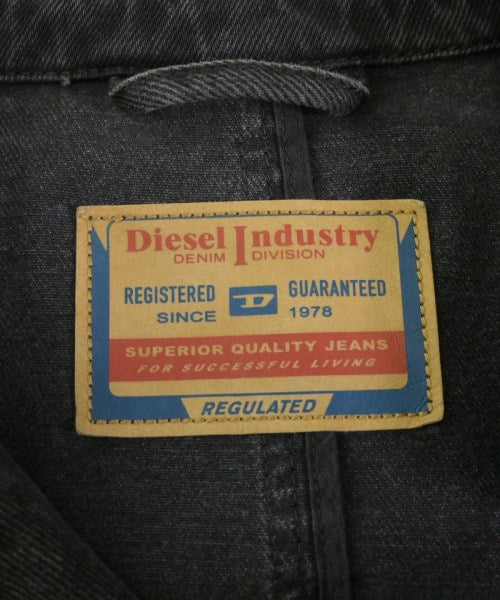 Diesel Industry
DENIM DIVISION
REGISTERED D GUARANTEED
SINCE 1978
SUPERIOR QUALITY JEANS
FOR SUCCESSFUL LIVING
REGULATED